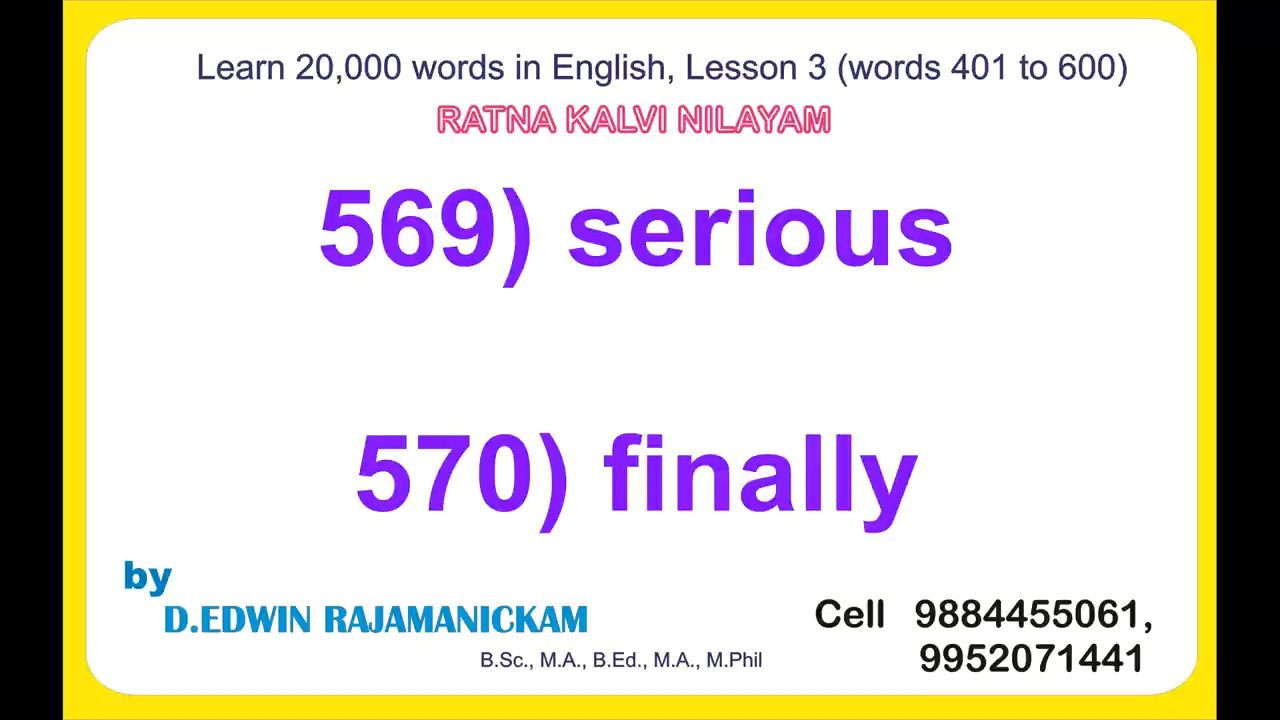 Learn 20,000 words in English, Lesson 3 (words 401 to 600)
RATNA KALVI NILAYAM
569) serious
570) finally
by
D.EDWIN RAJAMANICKAM
B.Sc., M.A., B.Ed., M.A., M.Phil
Cell 9884455061,
9952071441